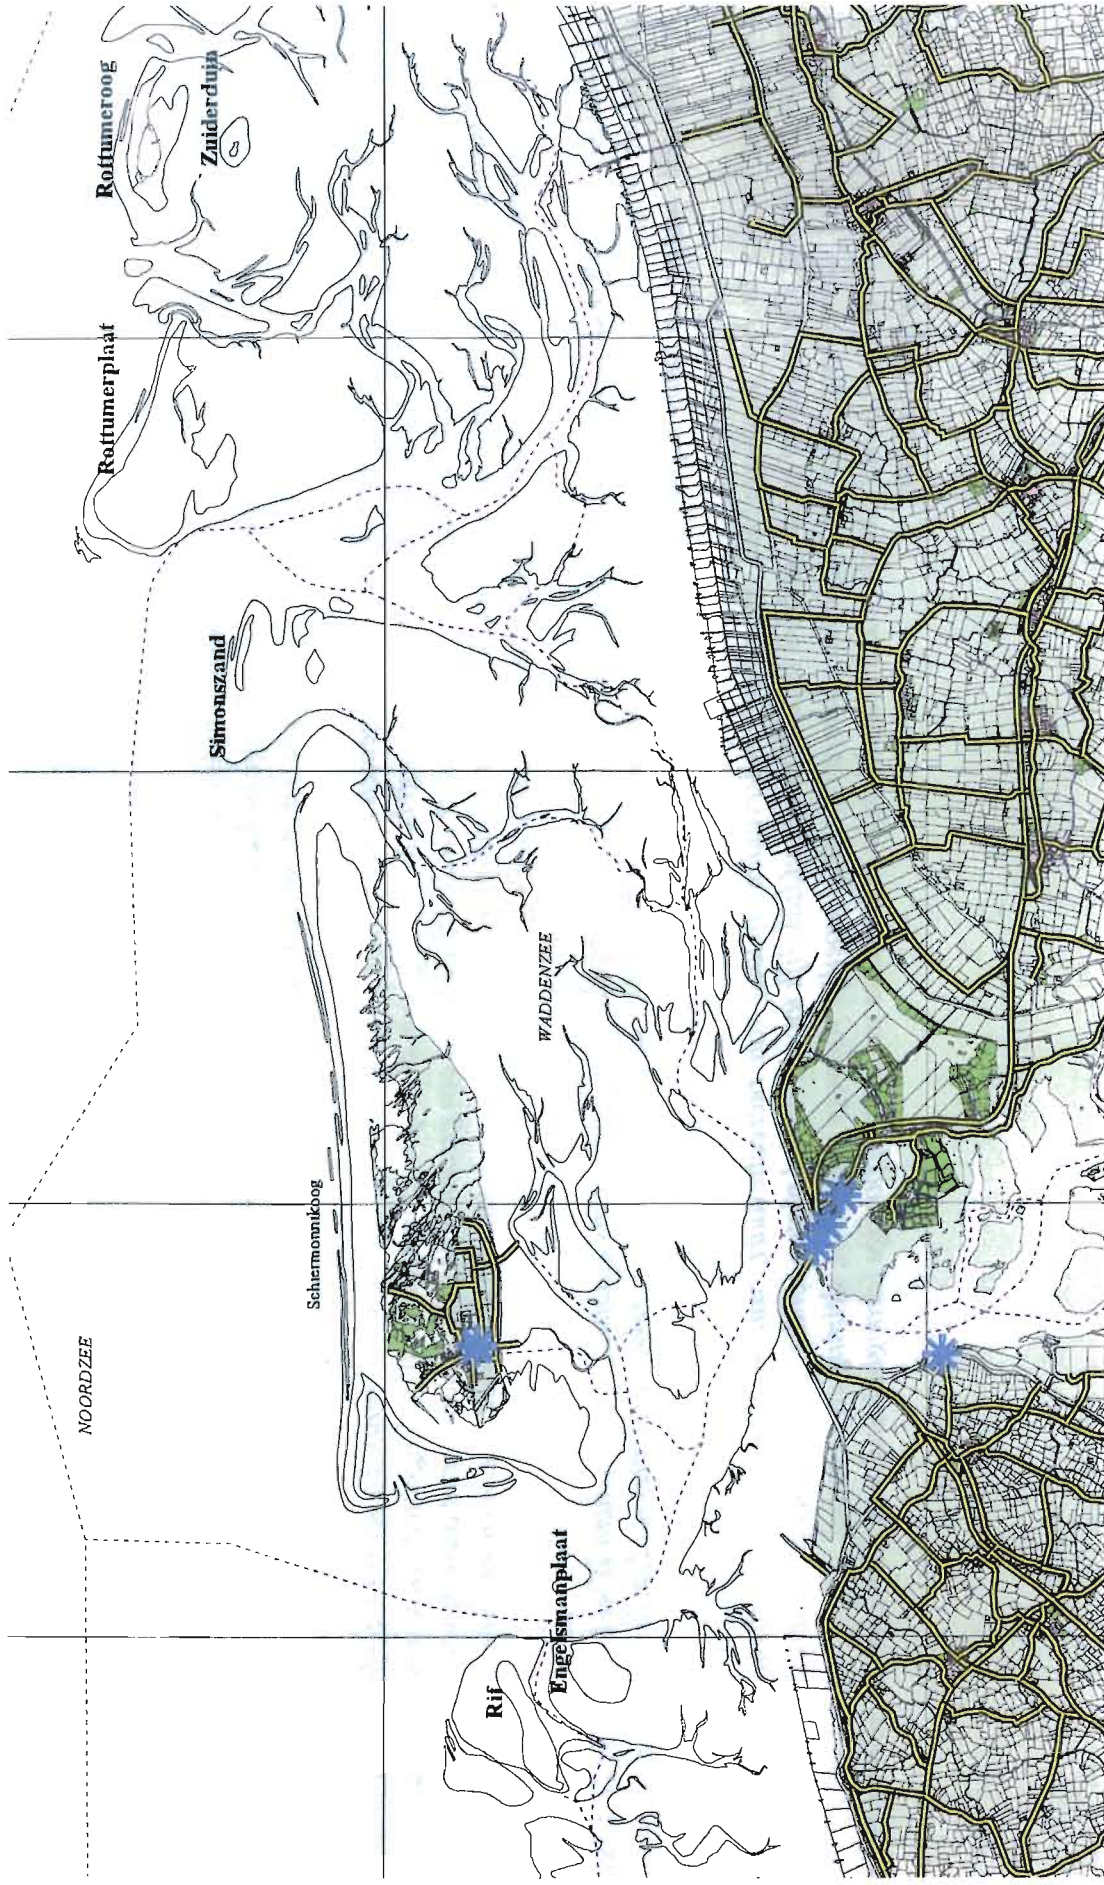 NOORDZEE
Rottumeroog
Zuiderduin
Rottumerplaat
Simonszand
Schiermonnikoog
WADDENZEE
Rif
Engelsmanplaat